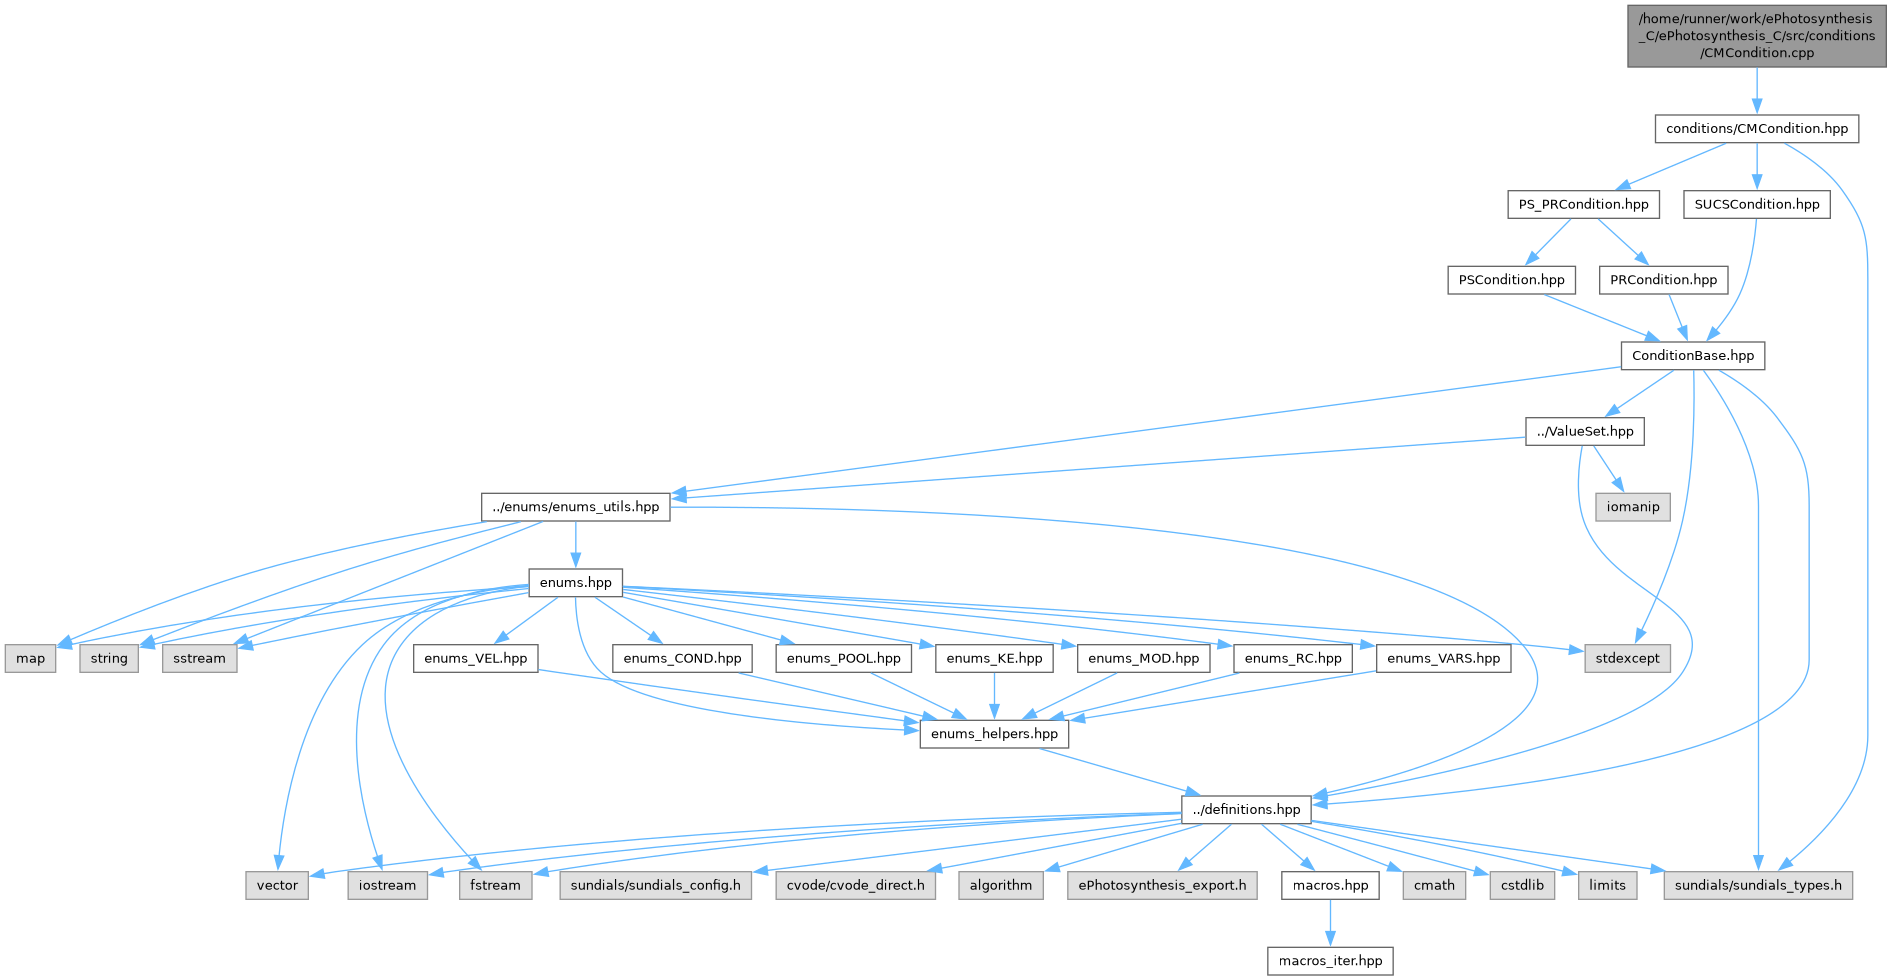 /home/runner/work/ePhotosynthesis
_C/ePhotosynthesis_C/src/conditions
/CMCondition.cpp
conditions/CMCondition.hpp
PS_PRCondition.hpp
SUCSCondition.hpp
PSCondition.hpp
PRCondition.hpp
ConditionBase.hpp
../ValueSet.hpp
../enums/enums_utils.hpp
iomanip
enums.hpp
map
string
sstream
enums_VEL.hpp
enums_COND.hpp
enums_POOL.hpp
enums_KE.hpp
enums_MOD.hpp
enums_RC.hpp
enums_VARS.hpp
stdexcept
enums_helpers.hpp
../definitions.hpp
vector
iostream
fstream
sundials/sundials_config.h
cvode/cvode_direct.h
algorithm
ePhotosynthesis_export.h
macros.hpp
cmath
cstdlib
limits
sundials/sundials_types.h
macros_iter.hpp